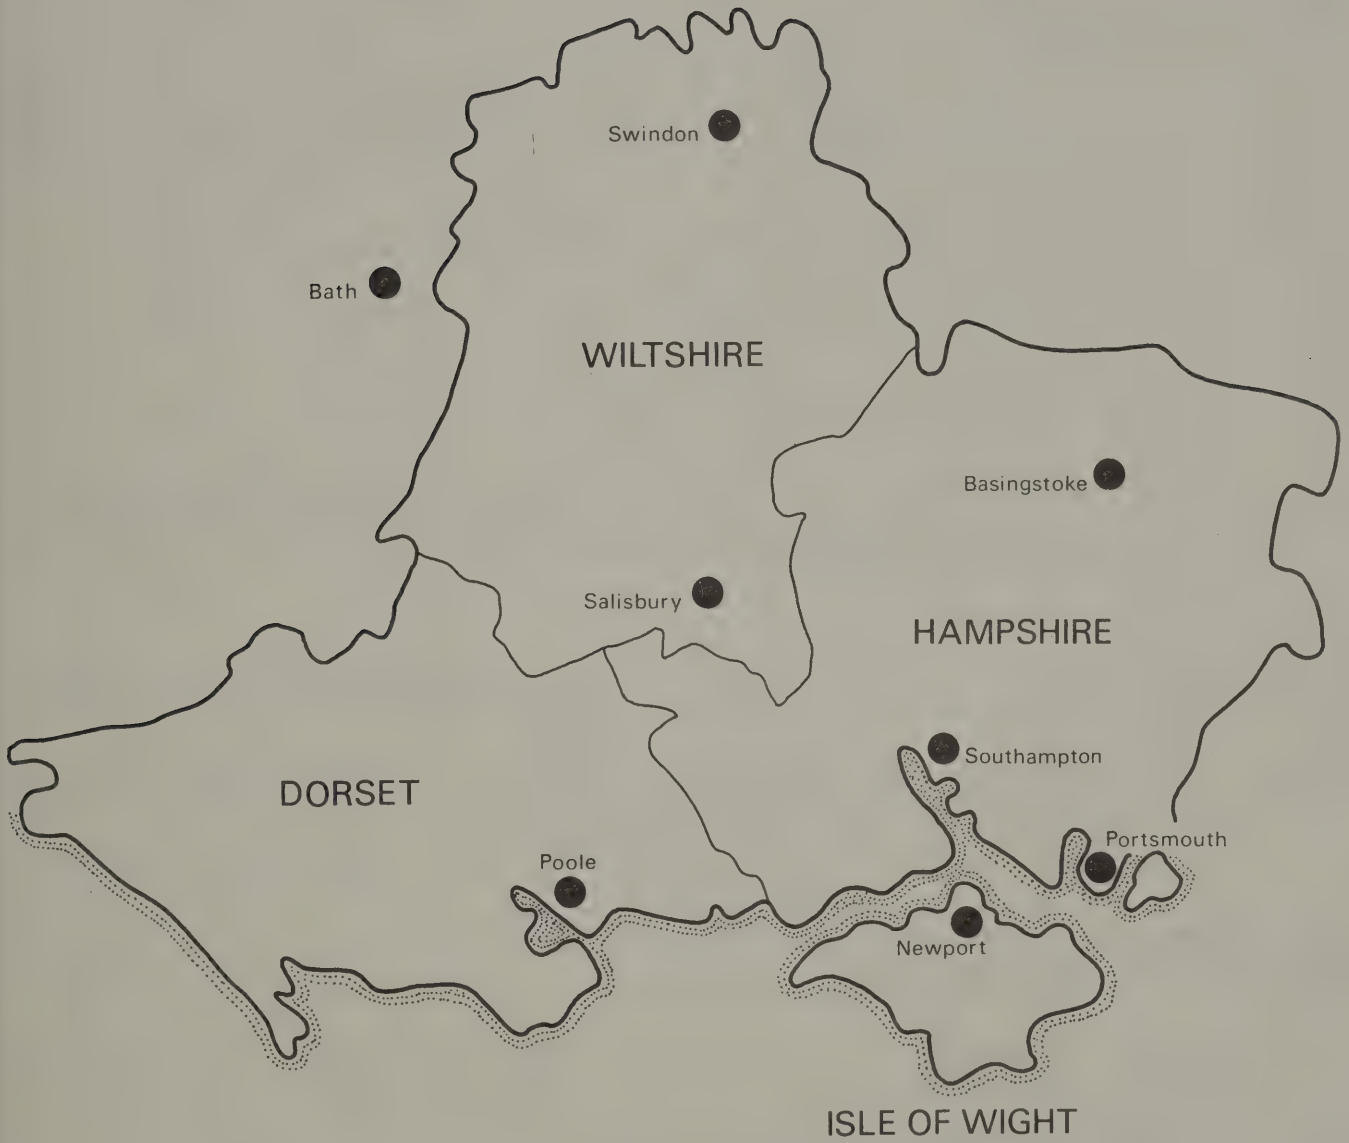 Swindon
Bath
WILTSHIRE
Basingstoke
Salisbury
HAMPSHIRE
Southampton
DORSET
Portsmouth
Poole
Newport
ISLE OF WIGHT